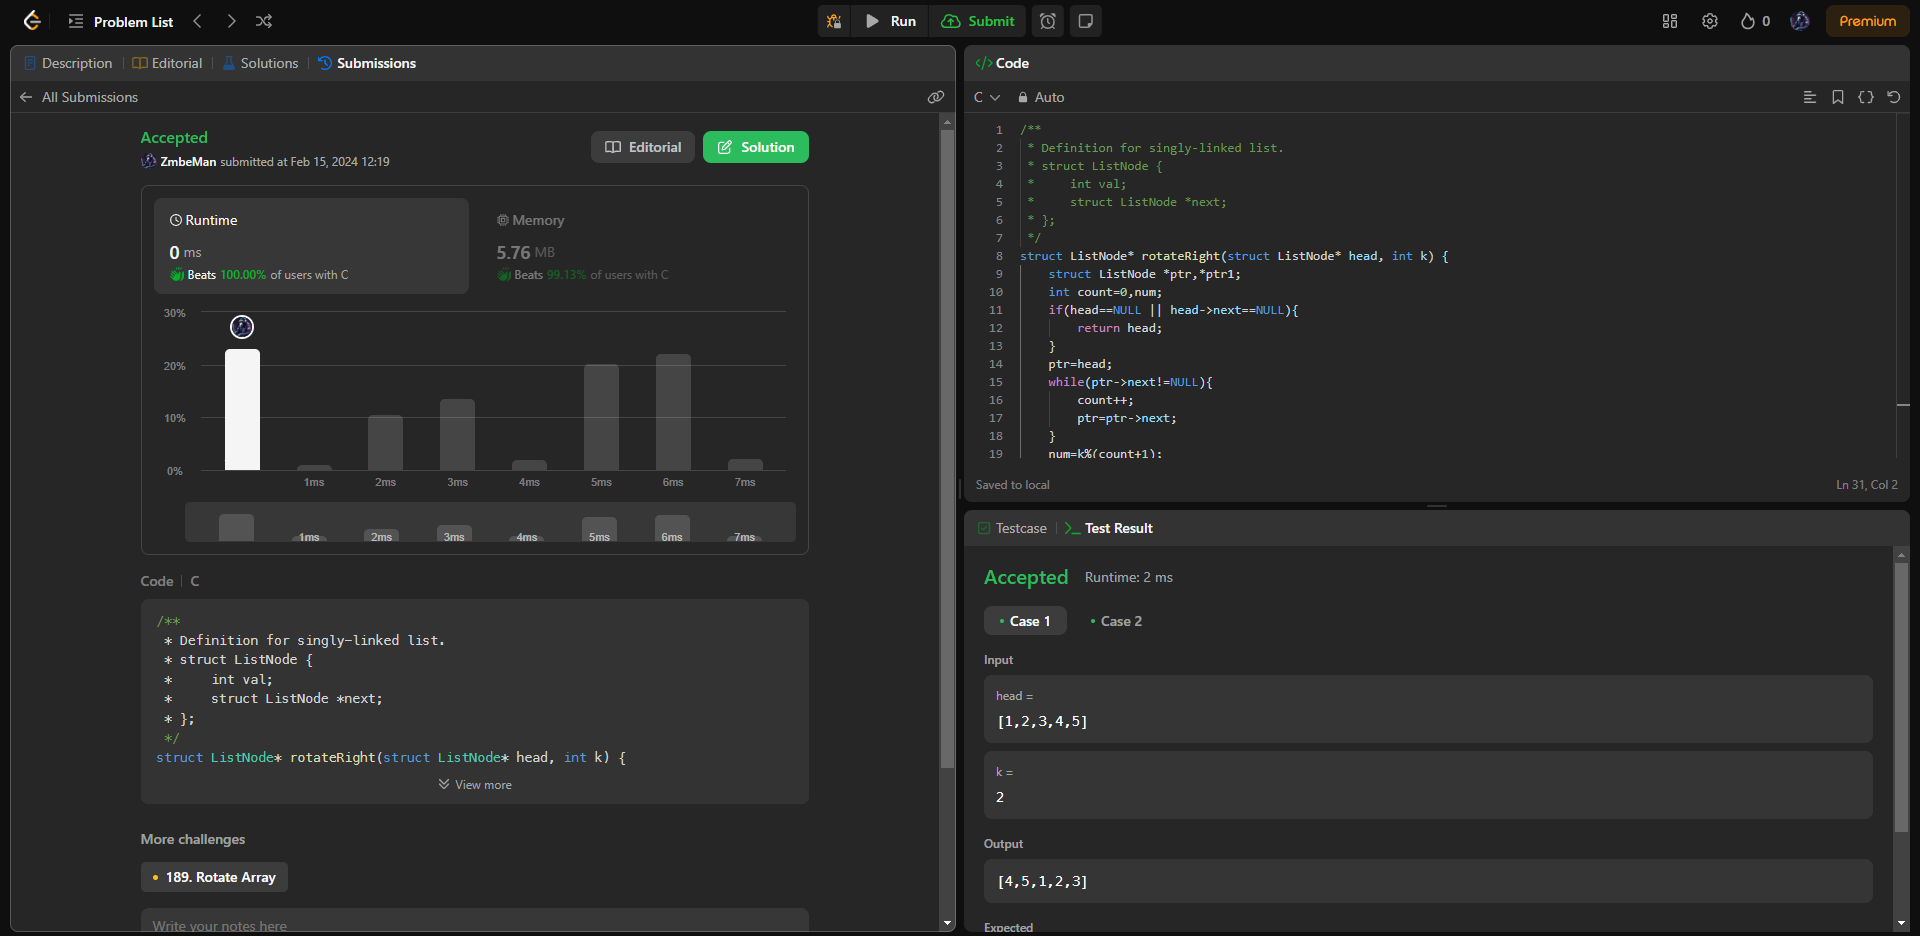 Problem List
Run
Submit
0
Premium
Description
Editorial
Solutions
Submissions
All Submissions
Accepted
ZmbeMan submitted at Feb 15, 2024 12:19
Editorial
Solution
Runtime
0 ms
Beats 100.00% of users with C
Memory
5.76 MB
Beats 99.13% of users with C
30%
20%
10%
0%
1ms 2ms 3ms 4ms 5ms 6ms 7ms
1ms 2ms 3ms 4ms 5ms 6ms 7ms
Code | C
/**
 * Definition for singly-linked list.
 * struct ListNode {
 *     int val;
 *     struct ListNode *next;
 * };
 */
struct ListNode* rotateRight(struct ListNode* head, int k) {
View more
More challenges
189. Rotate Array
Write your notes here
</> Code
C
Auto
1 /**
2  * Definition for singly-linked list.
3  * struct ListNode {
4  *     int val;
5  *     struct ListNode *next;
6  * };
7  */
8 struct ListNode* rotateRight(struct ListNode* head, int k) {
9     struct ListNode *ptr,*ptr1;
10     int count=0,num;
11     if(head==NULL || head->next==NULL){
12         return head;
13     }
14     ptr=head;
15     while(ptr->next!=NULL){
16         count++;
17         ptr=ptr->next;
18     }
19     num=k%(count+1);
Saved to local
Ln 31, Col 2
Testcase
>_ Test Result
Accepted
Runtime: 2 ms
Case 1
Case 2
Input
head =
[1,2,3,4,5]
k =
2
Output
[4,5,1,2,3]
Expected